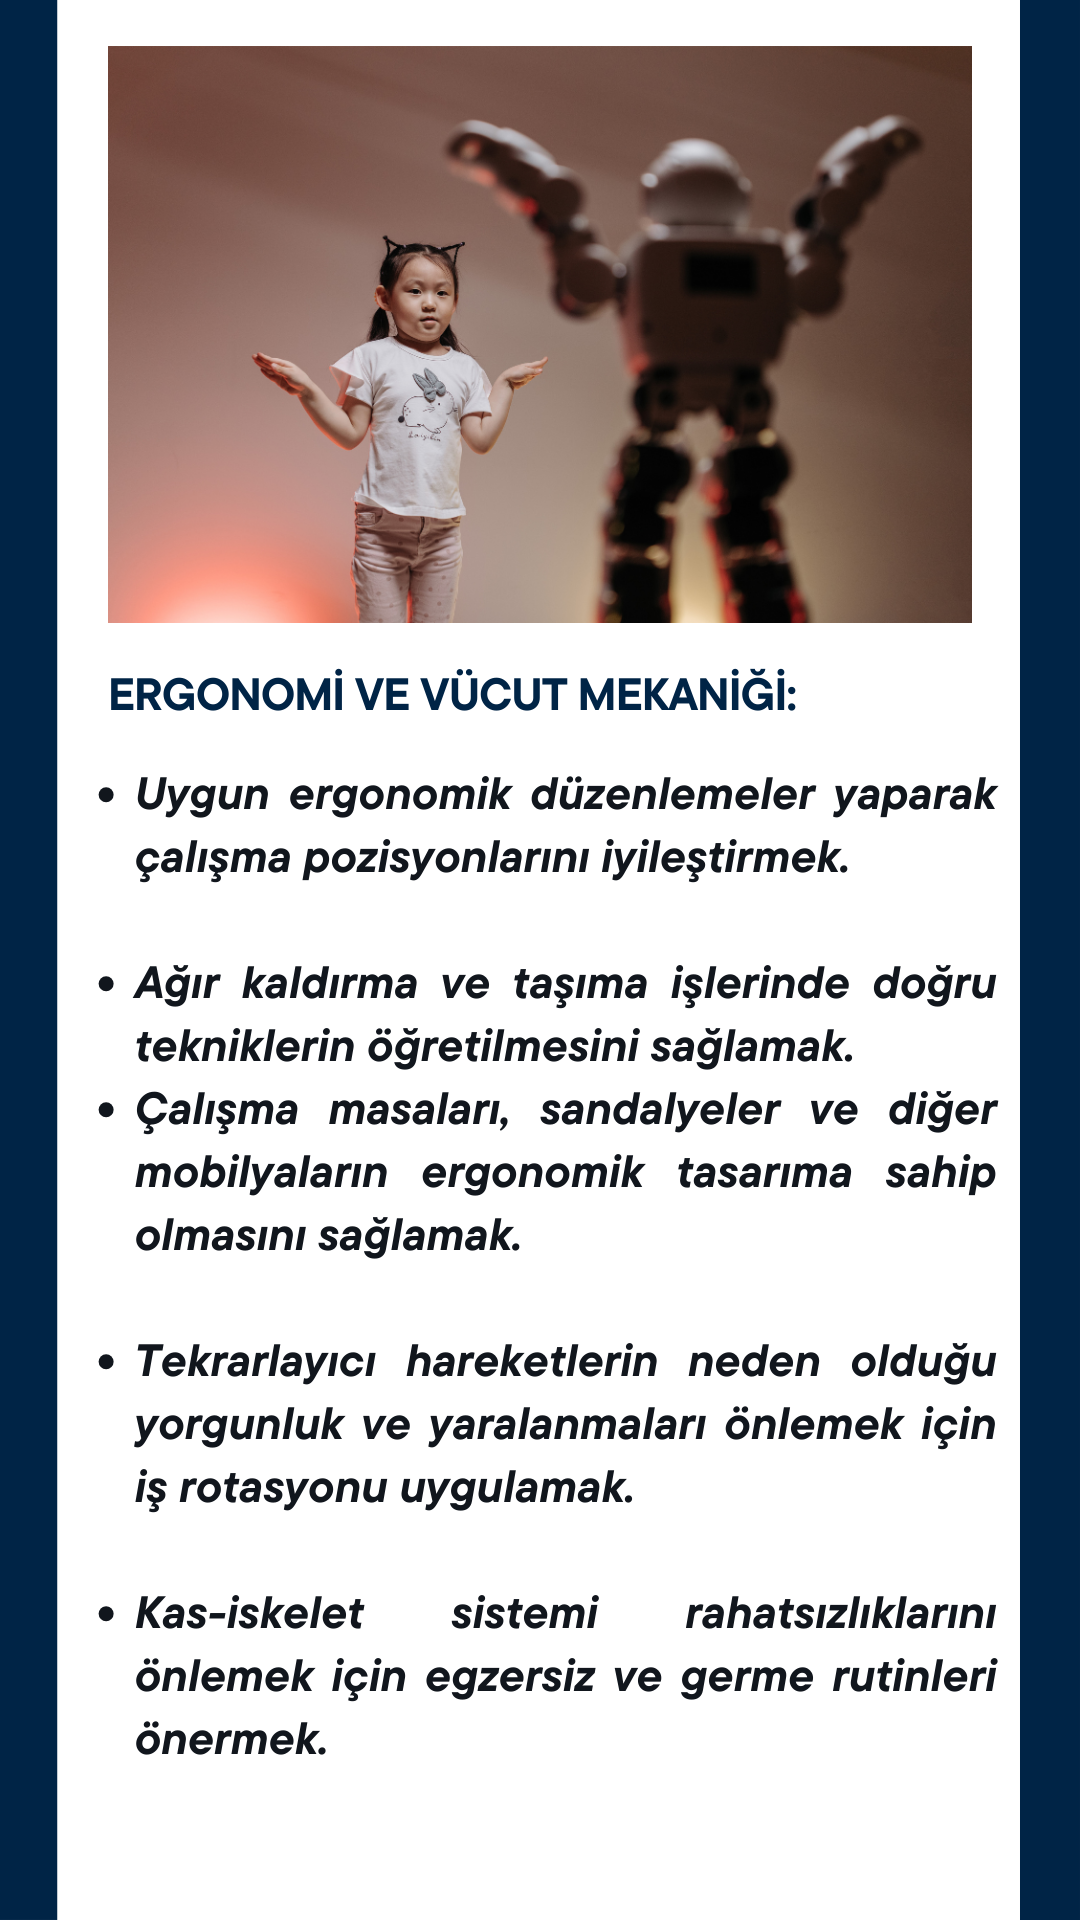 ERGONOMİ VE VÜCUT MEKANİĞİ:
• Uygun ergonomik düzenlemeler yaparak
çalışma pozisyonlarını iyileştirmek.
• Ağır kaldırma ve taşıma işlerinde doğru
tekniklerin öğretilmesini sağlamak.
• Çalışma masaları, sandalyeler ve diğer
mobilyaların ergonomik tasarıma sahip
olmasını sağlamak.
• Tekrarlayıcı hareketlerin neden olduğu
yorgunluk ve yaralanmaları önlemek için
iş rotasyonu uygulamak.
• Kas-iskelet sistemi rahatsızlıklarını
önlemek için egzersiz ve germe rutinleri
önermek.